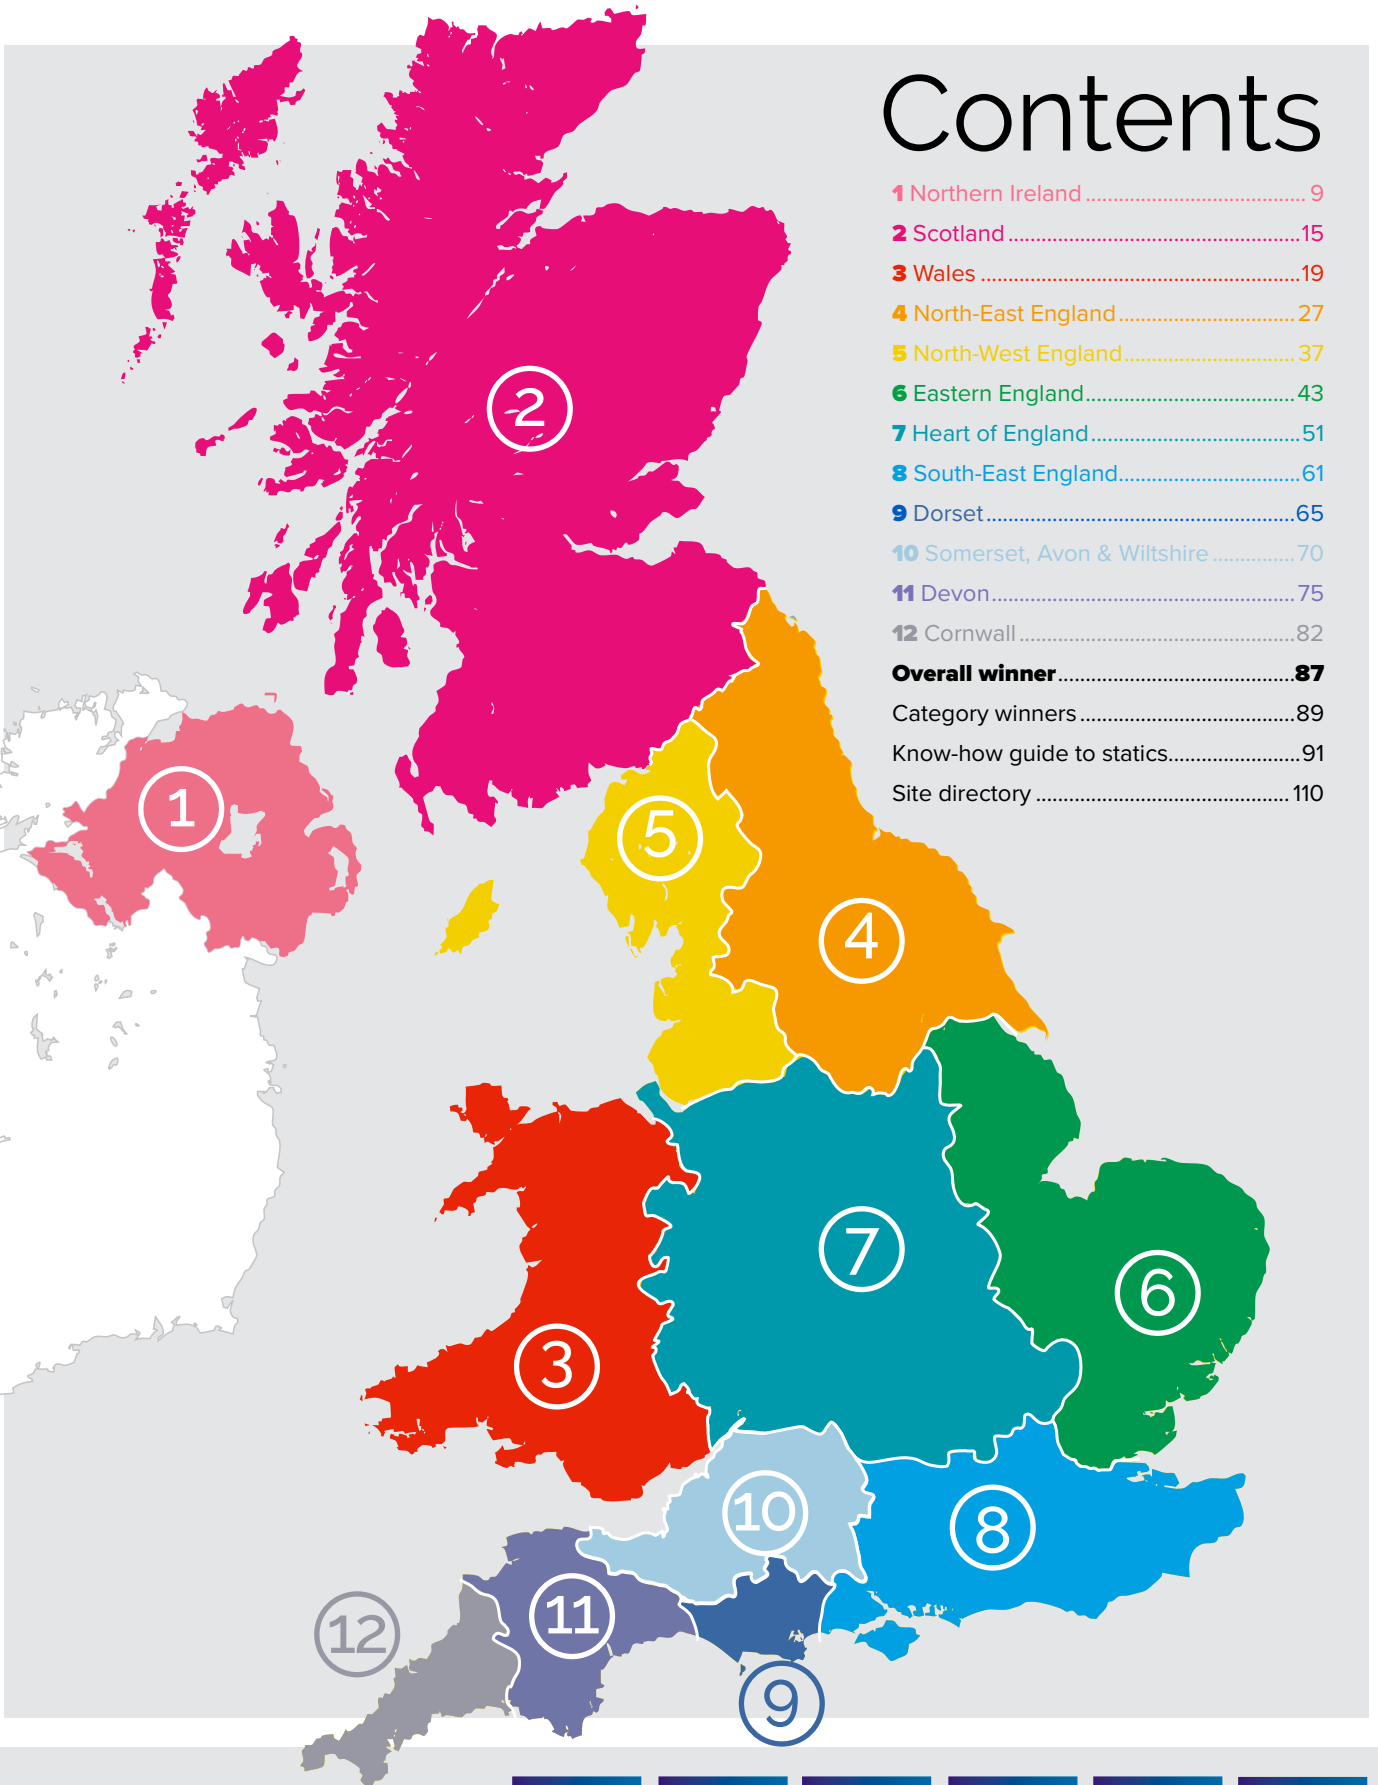 Contents
1 Northern Ireland ........................................ 9
2 Scotland .....................................................15
3 Wales ..........................................................19
4 North-East England ................................ 27
5 North-West England............................... 37
6 Eastern England...................................... 43
7 Heart of England...................................... 51
8 South-East England.................................61
9 Dorset........................................................ 65
10 Somerset, Avon & Wiltshire ............... 70
11 Devon....................................................... 75
12 Cornwall ..................................................82
Overall winner...........................................87
Category winners .......................................89
Know-how guide to statics........................91
Site directory .............................................. 110
2
1
5
4
7
6
3
10
8
11
12
9